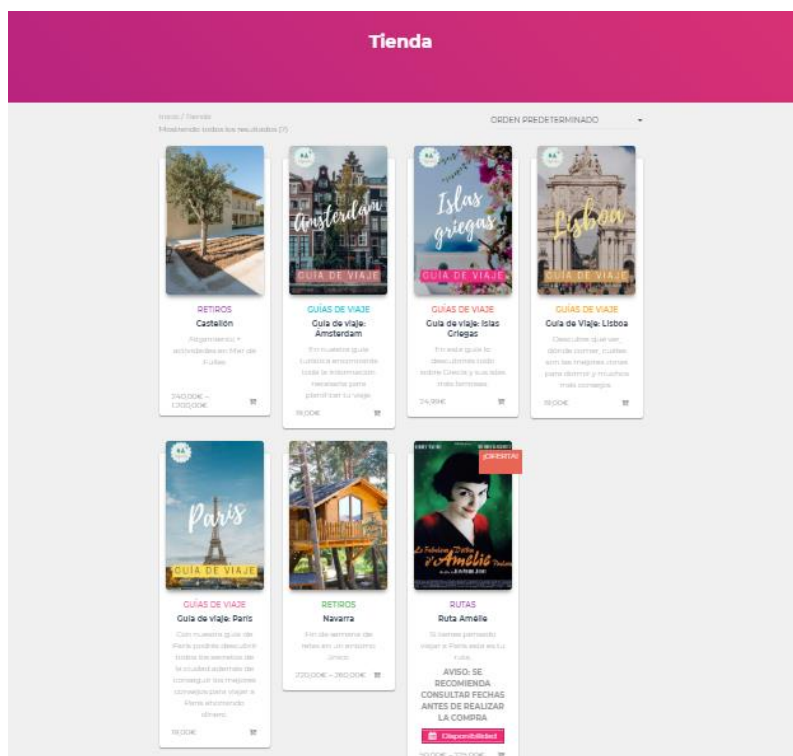 Tienda
Inicio / Tienda
Mostrando todos los resultados (7)
ORDEN PREDETERMINADO
RETIROS
Castellón
Alojamiento +
actividades en Mar de
Fulles
240,00€ –
1.200,00€
Ámsterdam
GUÍA DE VIAJE
GUÍAS DE VIAJE
Guía de viaje:
Ámsterdam
En nuestra guía
turística encontrarás
toda la información
necesaria para
planificar tu viaje.
19,00€
Islas
griegas
GUÍA DE VIAJE
GUÍAS DE VIAJE
Guía de viaje: Islas
Griegas
En esta guía te
descubrimos todo
sobre Grecia y sus islas
más famosas.
24,99€
Lisboa
GUÍA DE VIAJE
GUÍAS DE VIAJE
Guía de Viaje: Lisboa
Descubre qué ver,
dónde comer, cuáles
son las mejores zonas
para dormir y muchos
más consejos.
19,00€
París
GUÍA DE VIAJE
GUÍAS DE VIAJE
Guía de viaje: París
Con nuestra guía de
París podrás descubrir
todos los secretos de
la ciudad además de
conseguir los mejores
consejos para viajar a
París ahorrando
dinero.
19,00€
RETIROS
Navarra
Fin de semana de
relax en un entorno
único.
220,00€ – 280,00€
¡OFERTA!
d'Amélie Poulain
RUTAS
Ruta Amélie
Si tienes pensado
viajar a París esta es tu
ruta.
AVISO: SE
RECOMIENDA
CONSULTAR FECHAS
ANTES DE REALIZAR
LA COMPRA
Disponibilidad